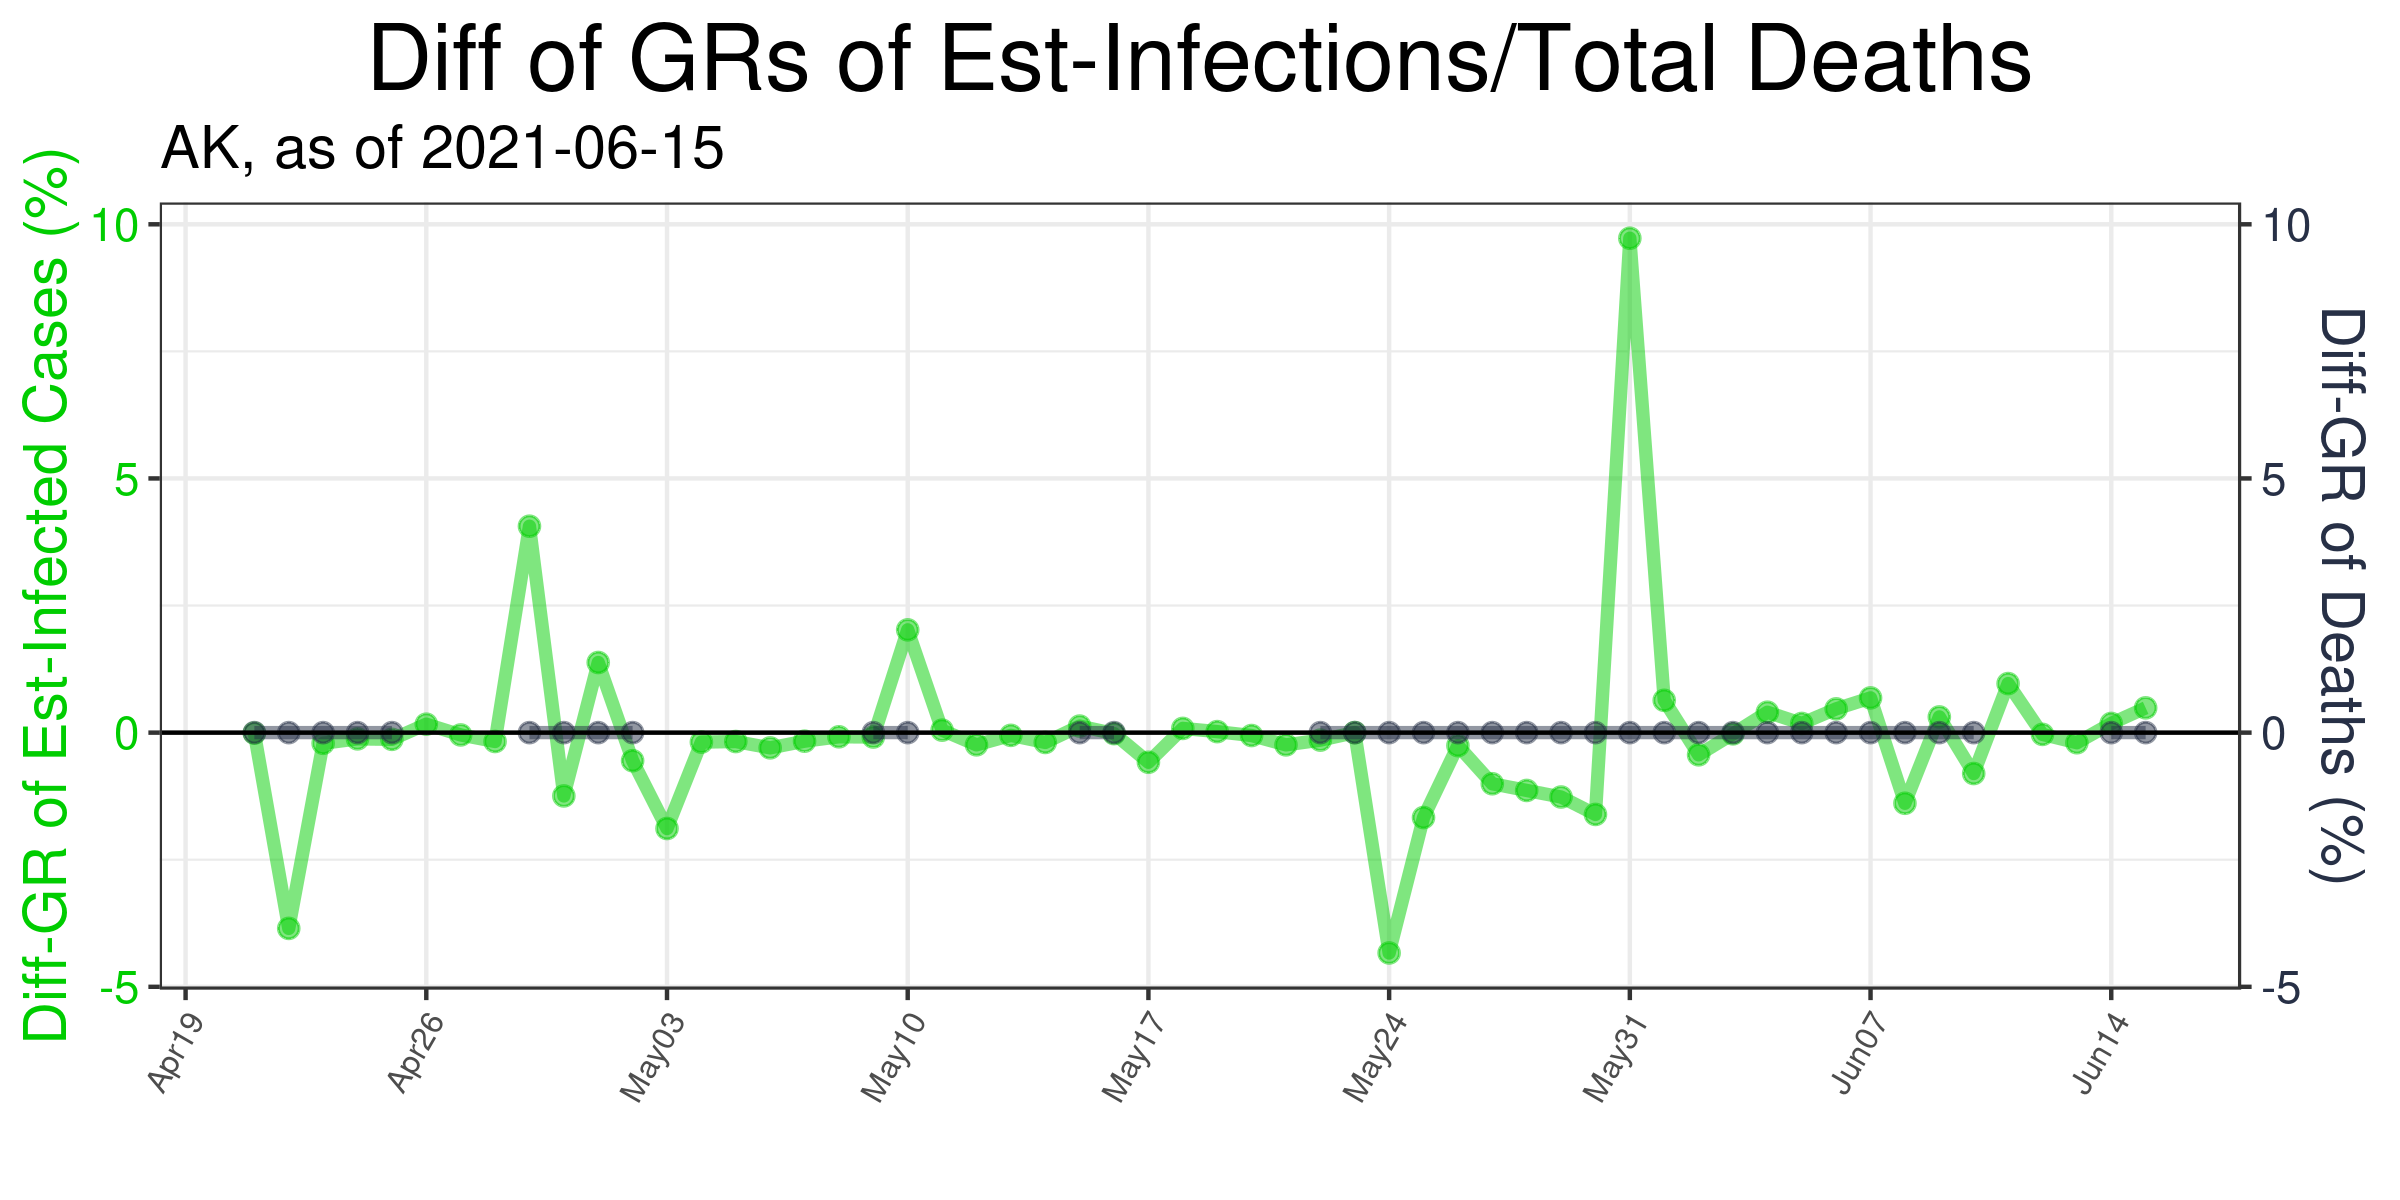 Diff of GRs of Est-Infections/Total Deaths
AK, as of 2021-06-15
Diff-GR of Est-Infected Cases (%)
10
5
0
-5
10
5
0
-5
Diff-GR of Deaths (%)
Apr19
Apr26
May03
May10
May17
May24
May31
Jun07
Jun14